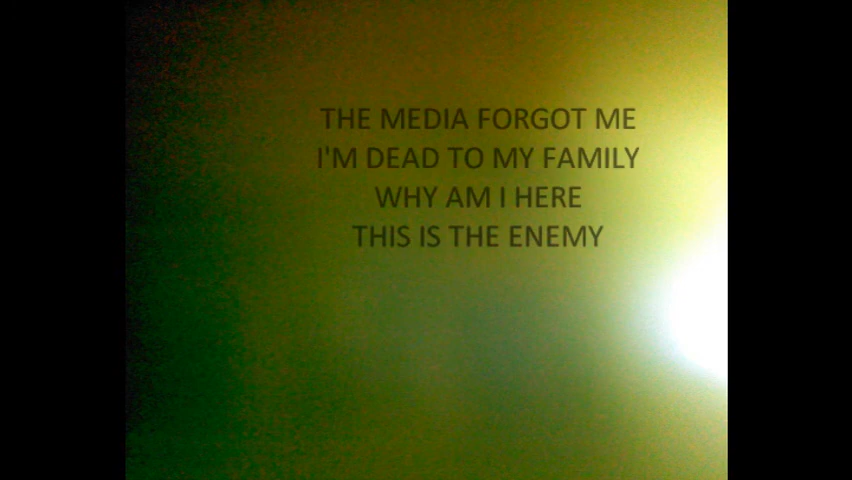 THE MEDIA FORGOT ME
I'M DEAD TO MY FAMILY
WHY AM I HERE
THIS IS THE ENEMY